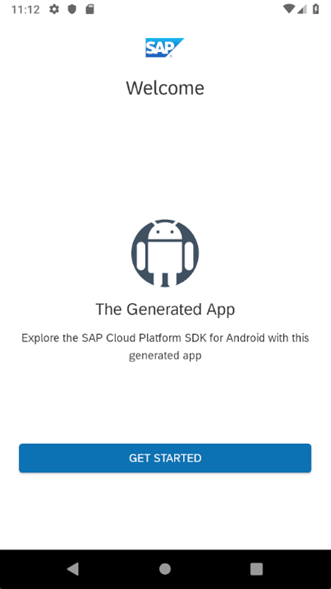 11:12
SAP
Welcome
The Generated App
Explore the SAP Cloud Platform SDK for Android with this
generated app
GET STARTED